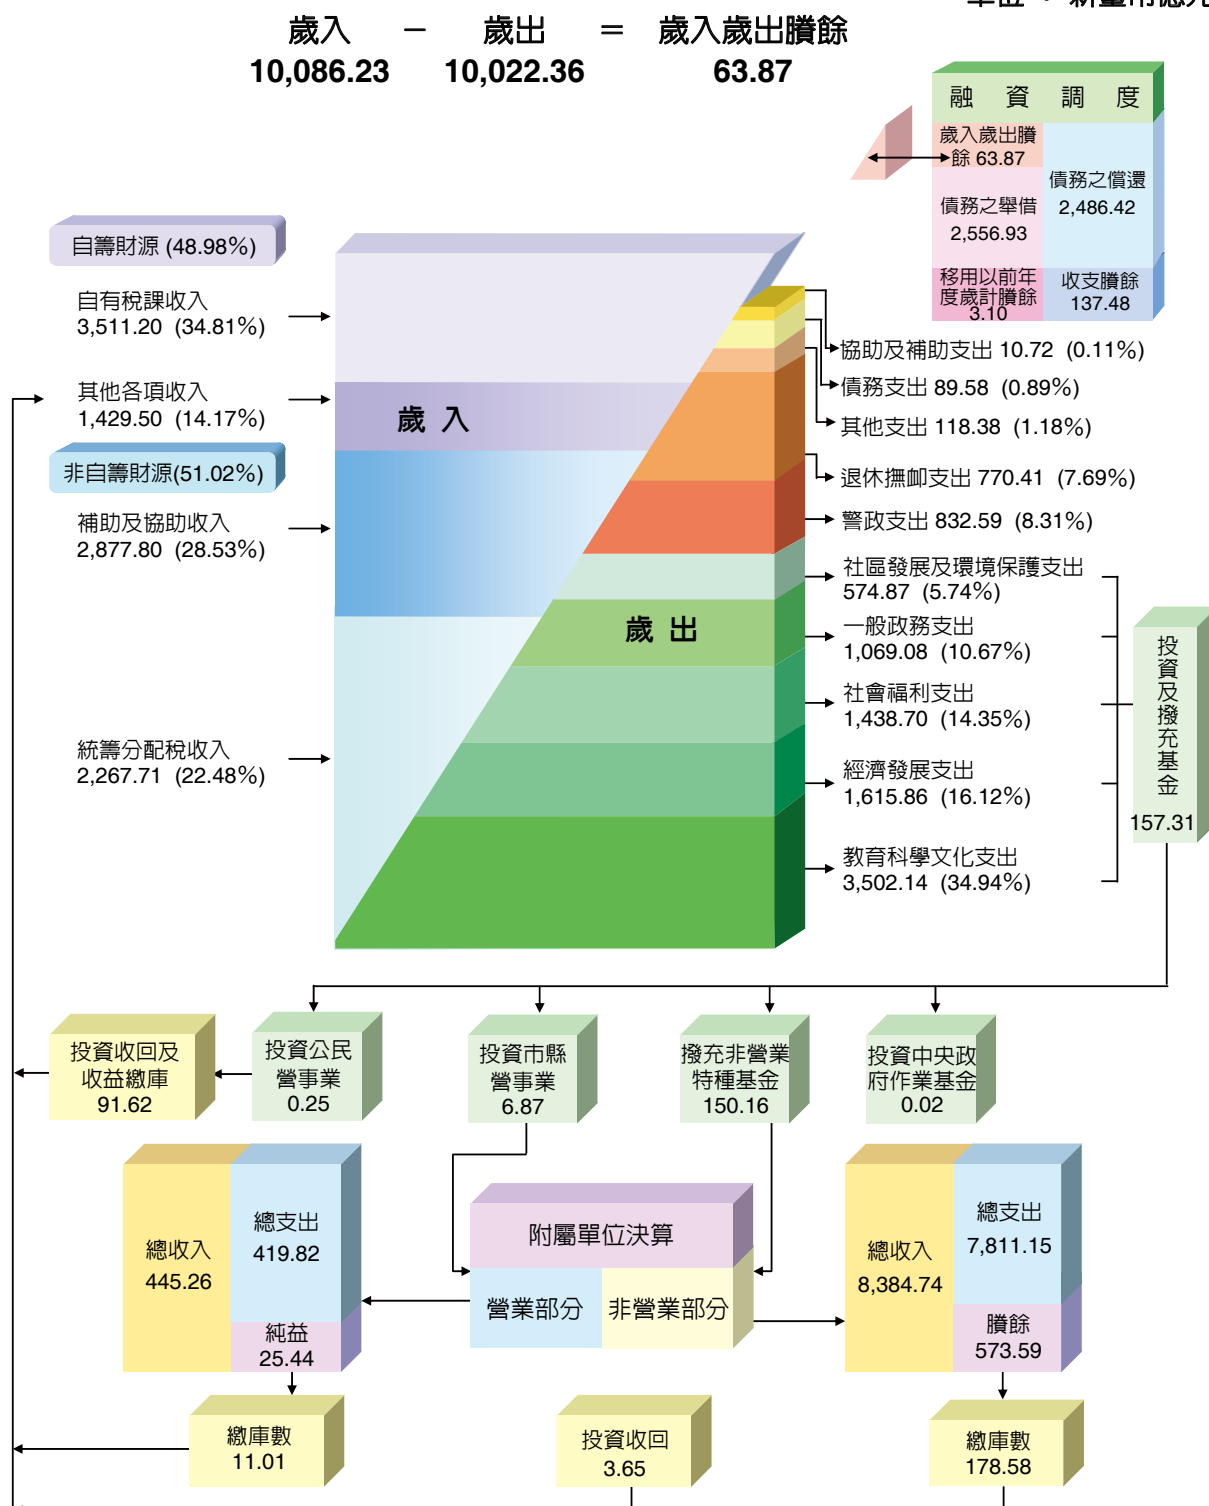 單位：新臺幣億元
歲入 － 歲出 ＝ 歲入歲出賸餘
10,086.23 10,022.36 63.87
融資調度
歲入歲出賸
餘 63.87
債務之舉借
2,556.93
移用以前年
度歲計賸餘
3.10
債務之償還
2,486.42
收支賸餘
137.48
自籌財源 (48.98%)
自有稅課收入
3,511.20 (34.81%)
其他各項收入
1,429.50 (14.17%)
非自籌財源(51.02%)
補助及協助收入
2,877.80 (28.53%)
統籌分配稅收入
2,267.71 (22.48%)
歲入
歲出
協助及補助支出 10.72 (0.11%)
債務支出 89.58 (0.89%)
其他支出 118.38 (1.18%)
退休撫卹支出 770.41 (7.69%)
警政支出 832.59 (8.31%)
社區發展及環境保護支出
574.87 (5.74%)
一般政務支出
1,069.08 (10.67%)
社會福利支出
1,438.70 (14.35%)
經濟發展支出
1,615.86 (16.12%)
教育科學文化支出
3,502.14 (34.94%)
投資及撥充基金
157.31
投資收回及
收益繳庫
91.62
投資公民
營事業
0.25
投資市縣
營事業
6.87
撥充非營業
特種基金
150.16
投資中央政
府作業基金
0.02
總收入
445.26
總支出
419.82
純益
25.44
附屬單位決算
營業部分
非營業部分
總收入
8,384.74
總支出
7,811.15
賸餘
573.59
繳庫數
11.01
投資收回
3.65
繳庫數
178.58